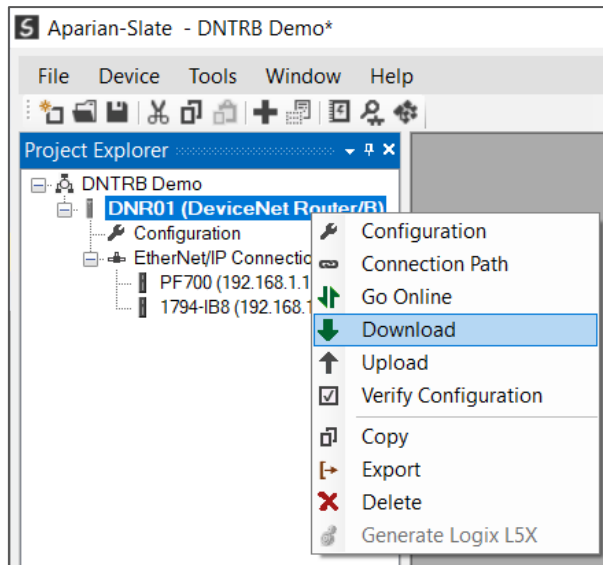 Aparian-Slate - DNTRB Demo*
File Device Tools Window Help
Project Explorer
DNTRB Demo
DNR01 (DeviceNet Router/B)
Configuration
EtherNet/IP Connectio
PF700 (192.168.1.1
1794-IB8 (192.168.1
Configuration
Connection Path
Go Online
Download
Upload
Verify Configuration
Copy
Export
Delete
Generate Logix L5X